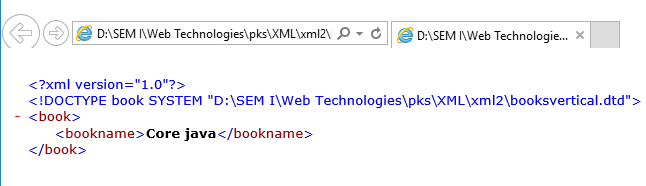 D:\SEM I\Web Technologies\pks\XML\xml2\ D:\SEM I\Web Technologie...
<?xml version="1.0"?>
<!DOCTYPE book SYSTEM "D:\SEM I\Web Technologies\pks\XML\xml2\booksvertical.dtd">
- <book>
<bookname>Core java</bookname>
</book>